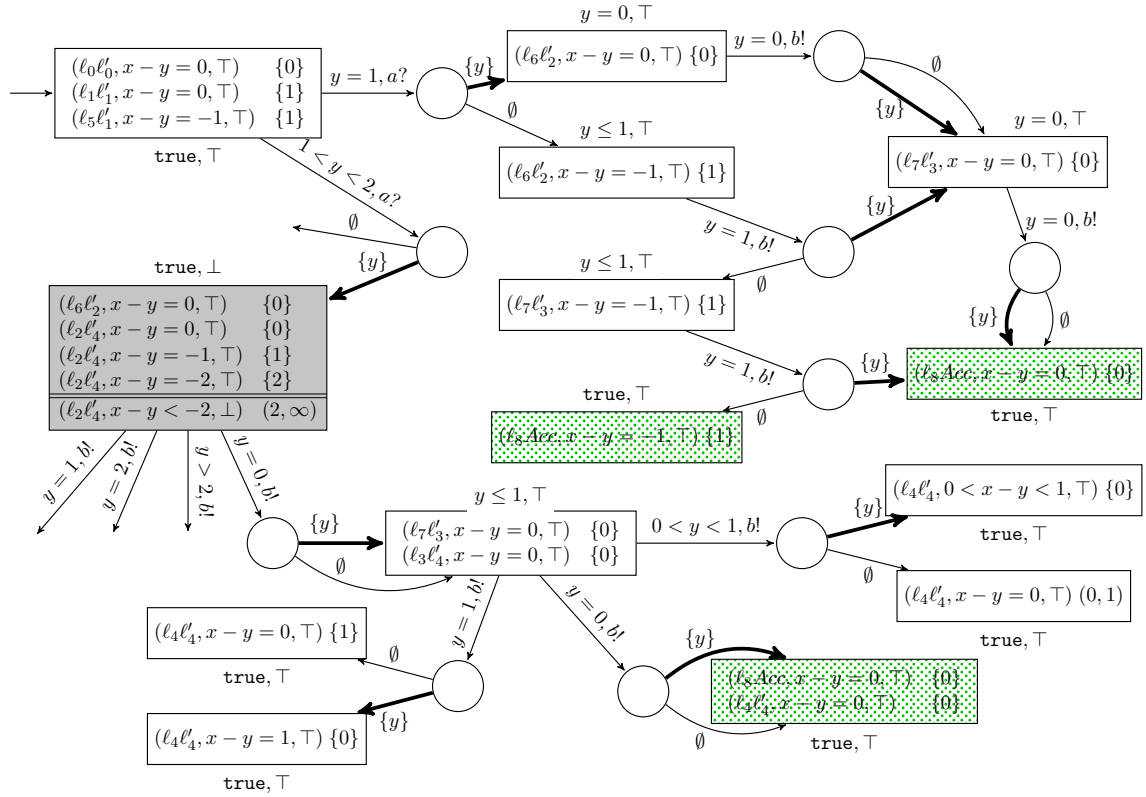 y = 0, ⊤
(ℓ₀ℓ′₀, x − y = 0, ⊤) {0}
(ℓ₁ℓ′₁, x − y = 0, ⊤) {1}
(ℓ₅ℓ′₁, x − y = −1, ⊤) {1}
true, ⊤
y = 1, a?
{y}
∅
(ℓ₆ℓ′₂, x − y = 0, ⊤) {0}
y = 0, b!
∅
{y}
y ≤ 1, ⊤
(ℓ₆ℓ′₂, x − y = −1, ⊤) {1}
y = 0, ⊤
(ℓ₇ℓ′₃, x − y = 0, ⊤) {0}
1 < y < 2, a?
∅
{y}
y = 1, b!
{y}
∅
y = 0, b!
true, ⊥
(ℓ₆ℓ′₂, x − y = 0, ⊤) {0}
(ℓ₂ℓ′₄, x − y = 0, ⊤) {0}
(ℓ₂ℓ′₄, x − y = −1, ⊤) {1}
(ℓ₂ℓ′₄, x − y = −2, ⊤) {2}
(ℓ₂ℓ′₄, x − y < −2, ⊥) (2, ∞)
y ≤ 1, ⊤
(ℓ₇ℓ′₃, x − y = −1, ⊤) {1}
y = 1, b!
{y}
∅
{y}
∅
(ℓ₈Acc, x − y = 0, ⊤) {0}
true, ⊤
true, ⊤
(ℓ₈Acc, x − y = −1, ⊤) {1}
y = 1, b!
y = 2, b!
y > 2, b!
y = 0, b!
{y}
∅
y ≤ 1, ⊤
(ℓ₇ℓ′₃, x − y = 0, ⊤) {0}
(ℓ₃ℓ′₄, x − y = 0, ⊤) {0}
0 < y < 1, b!
{y}
∅
(ℓ₄ℓ′₄, 0 < x − y < 1, ⊤) {0}
true, ⊤
(ℓ₄ℓ′₄, x − y = 0, ⊤) (0, 1)
true, ⊤
y = 1, b!
y = 0, b!
(ℓ₄ℓ′₄, x − y = 0, ⊤) {1}
true, ⊤
∅
{y}
(ℓ₄ℓ′₄, x − y = 1, ⊤) {0}
true, ⊤
{y}
∅
(ℓ₈Acc, x − y = 0, ⊤) {0}
(ℓ₄ℓ′₄, x − y = 0, ⊤) {0}
true, ⊤